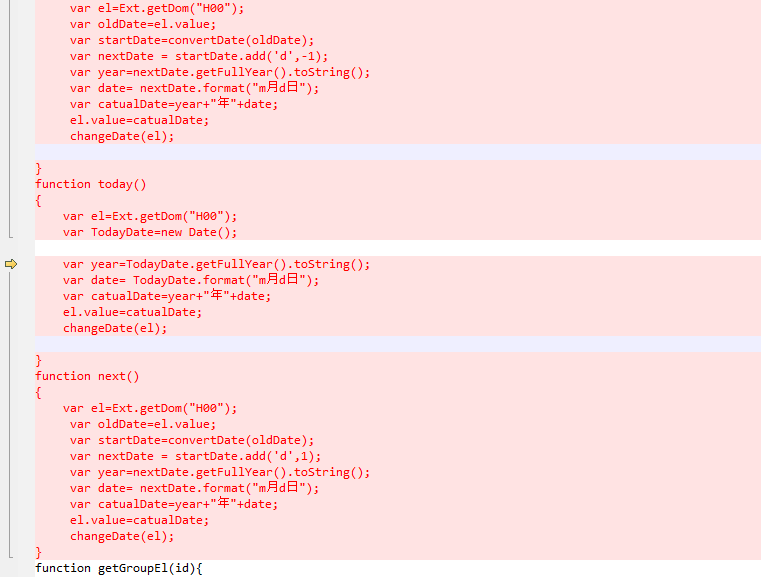 var el=Ext.getDom("H00");
var oldDate=el.value;
var startDate=convertDate(oldDate);
var nextDate = startDate.add('d',-1);
var year=nextDate.getFullYear().toString();
var date= nextDate.format("m月d日");
var catualDate=year+"年"+date;
el.value=catualDate;
changeDate(el);
}
function today()
{
var el=Ext.getDom("H00");
var TodayDate=new Date();
var year=TodayDate.getFullYear().toString();
var date= TodayDate.format("m月d日");
var catualDate=year+"年"+date;
el.value=catualDate;
changeDate(el);
}
function next()
{
var el=Ext.getDom("H00");
var oldDate=el.value;
var startDate=convertDate(oldDate);
var nextDate = startDate.add('d',1);
var year=nextDate.getFullYear().toString();
var date= nextDate.format("m月d日");
var catualDate=year+"年"+date;
el.value=catualDate;
changeDate(el);
}
function getGroupEl(id){